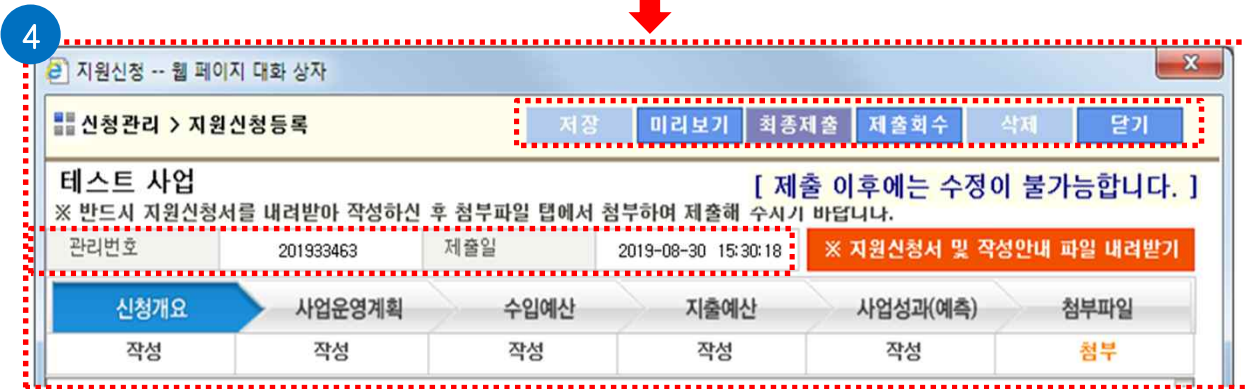 4
지원신청 -- 웹 페이지 대화 상자
x
신청관리 > 지원신청등록 저장 미리보기 최종제출 제출회수 삭제 닫기
테스트 사업 [ 제출 이후에는 수정이 불가능합니다. ]
※ 반드시 지원신청서를 내려받아 작성하신 후 첨부파일 탭에서 첨부하여 제출해 주시기 바랍니다.
관리번호 201933463 제출일 2019-08-30 15:30:18 ※ 지원신청서 및 작성안내 파일 내려받기
신청개요 사업운영계획 수입예산 지출예산 사업성과(예측) 첨부파일
작성 작성 작성 작성 작성 첨부